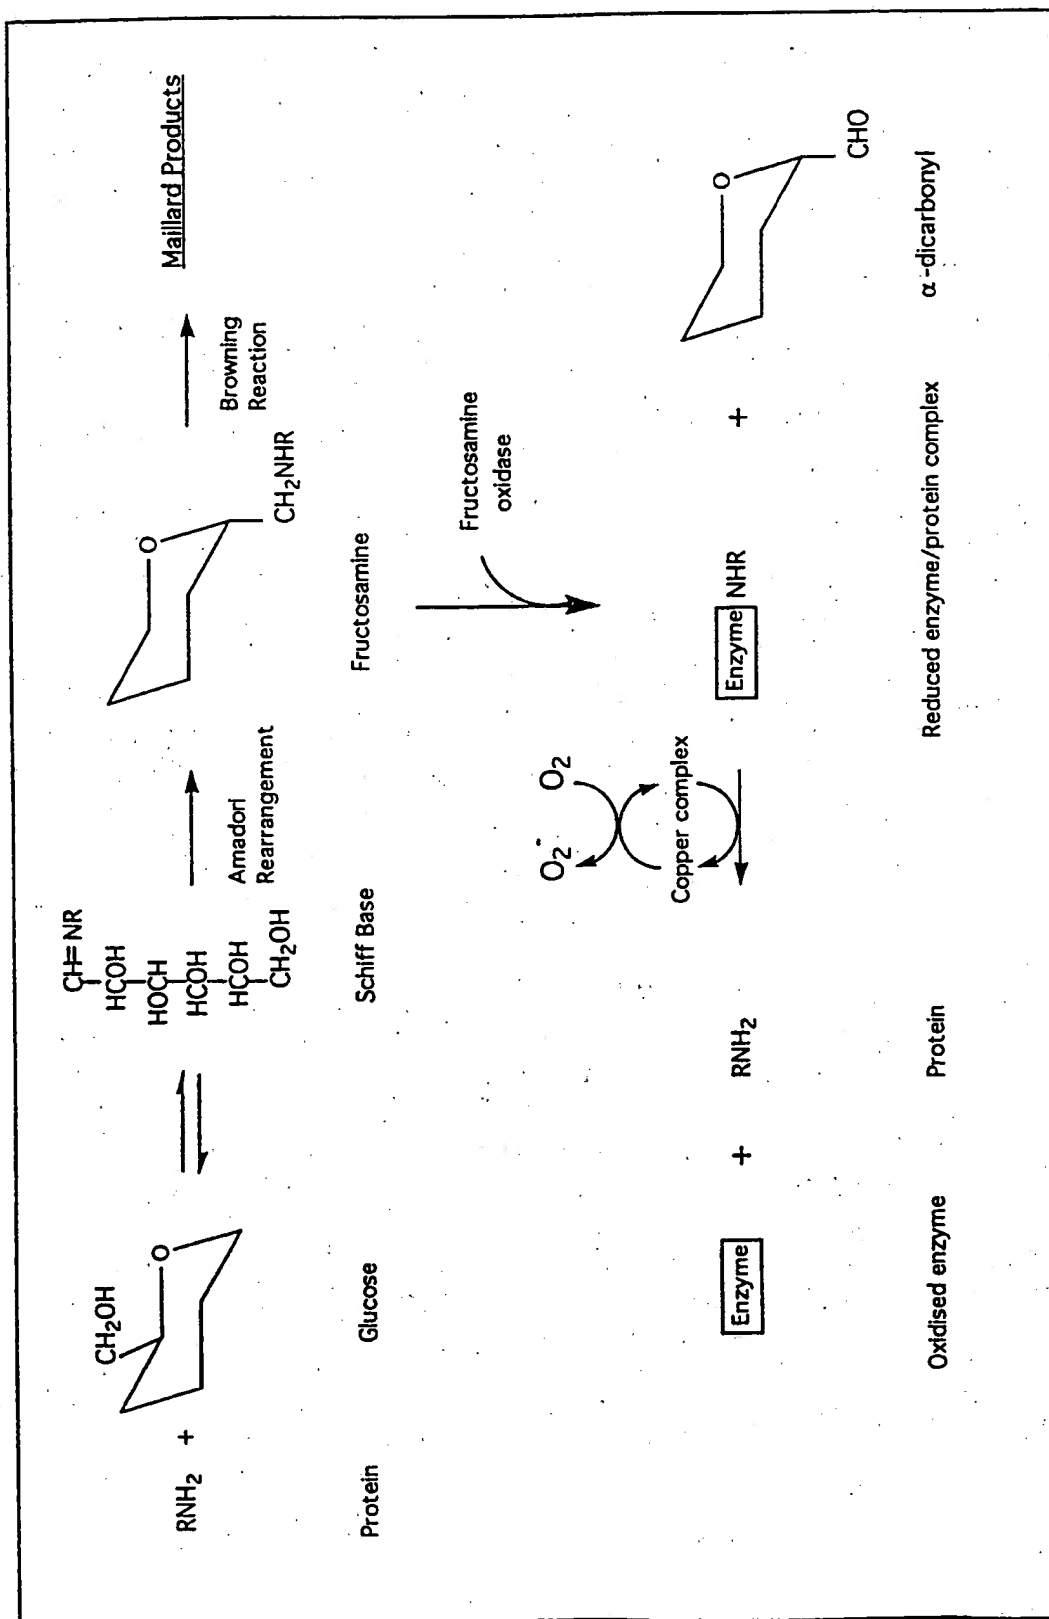 RNH₂ +
CH₂OH
O
CH=NR
HCOH
HOCH
HCOH
HCOH
CH₂OH
Amadori
Rearrangement
O
CH₂NHR
Browning
Reaction
Maillard Products
Protein
Glucose
Schiff Base
Fructosamine
Fructosamine
oxidase
O₂⁻
O₂
Copper complex
Enzyme
+
RNH₂
Enzyme NHR
+
O
CHO
Oxidised enzyme
Protein
Reduced enzyme/protein complex
α-dicarbonyl